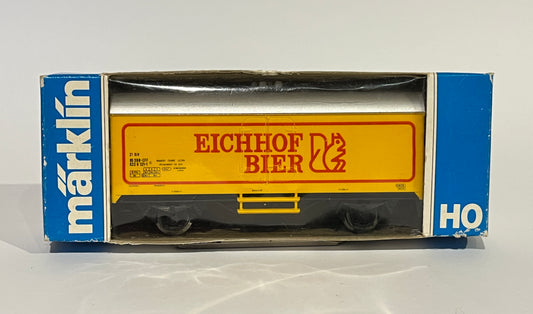 märklin
EICHHOF
BIER
HO